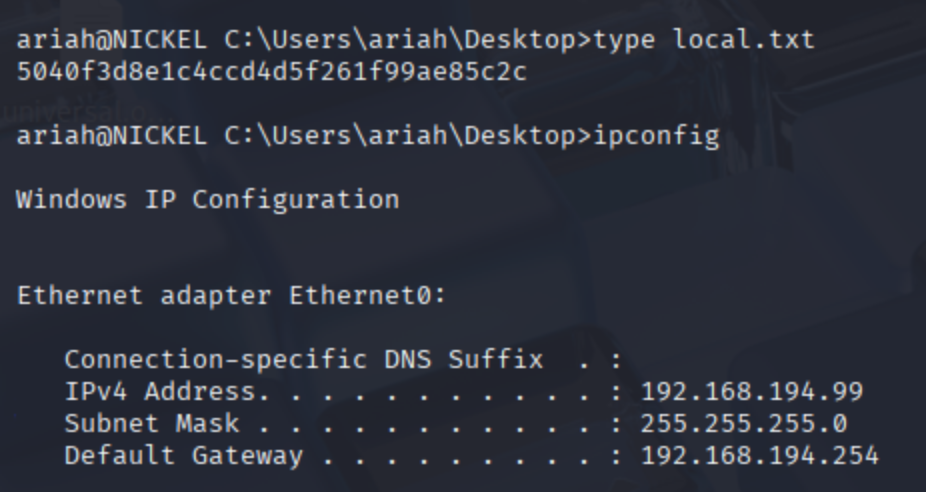 ariah@NICKEL C:\Users\ariah\Desktop>type local.txt
5040f3d8e1c4ccd4d5f261f99ae85c2c
ariah@NICKEL C:\Users\ariah\Desktop>ipconfig
Windows IP Configuration
Ethernet adapter Ethernet0:
Connection-specific DNS Suffix  . :
IPv4 Address. . . . . . . . . . . : 192.168.194.99
Subnet Mask . . . . . . . . . . . : 255.255.255.0
Default Gateway . . . . . . . . . : 192.168.194.254